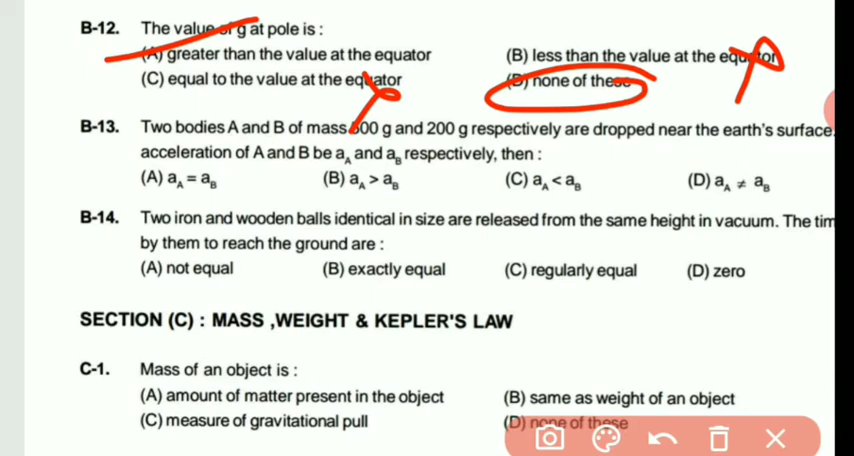 B-12. The value of g at pole is :
(A) greater than the value at the equator (B) less than the value at the equator
(C) equal to the value at the equator (D) none of these
B-13. Two bodies A and B of mass 500 g and 200 g respectively are dropped near the earth's surface.
acceleration of A and B be aA and aB respectively, then :
(A) aA = aB (B) aA > aB (C) aA < aB (D) aA ≠ aB
B-14. Two iron and wooden balls identical in size are released from the same height in vacuum. The tim
by them to reach the ground are :
(A) not equal (B) exactly equal (C) regularly equal (D) zero
SECTION (C) : MASS ,WEIGHT & KEPLER'S LAW
C-1. Mass of an object is :
(A) amount of matter present in the object (B) same as weight of an object
(C) measure of gravitational pull (D) none of these